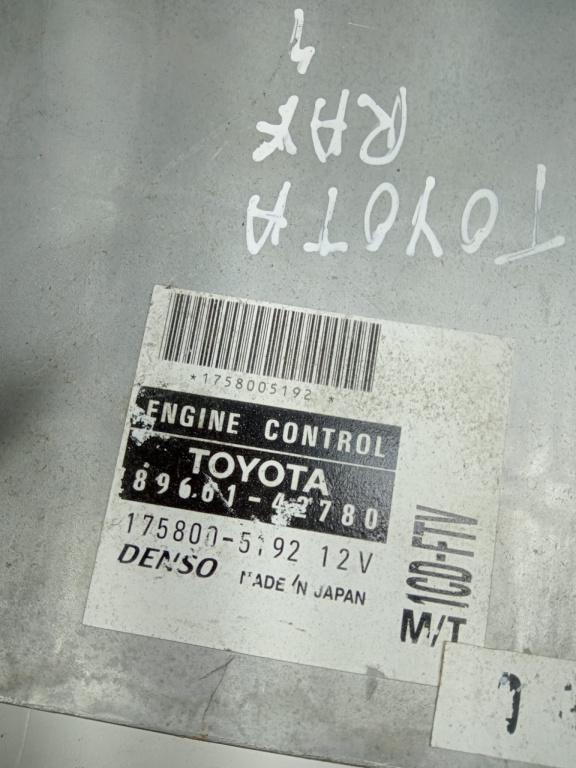 TOYOTA
RAV
4
*1758005192*
ENGINE CONTROL
TOYOTA
89661-42780
175800-5192 12V
DENSO MADE IN JAPAN
1CD-FTV
M/T